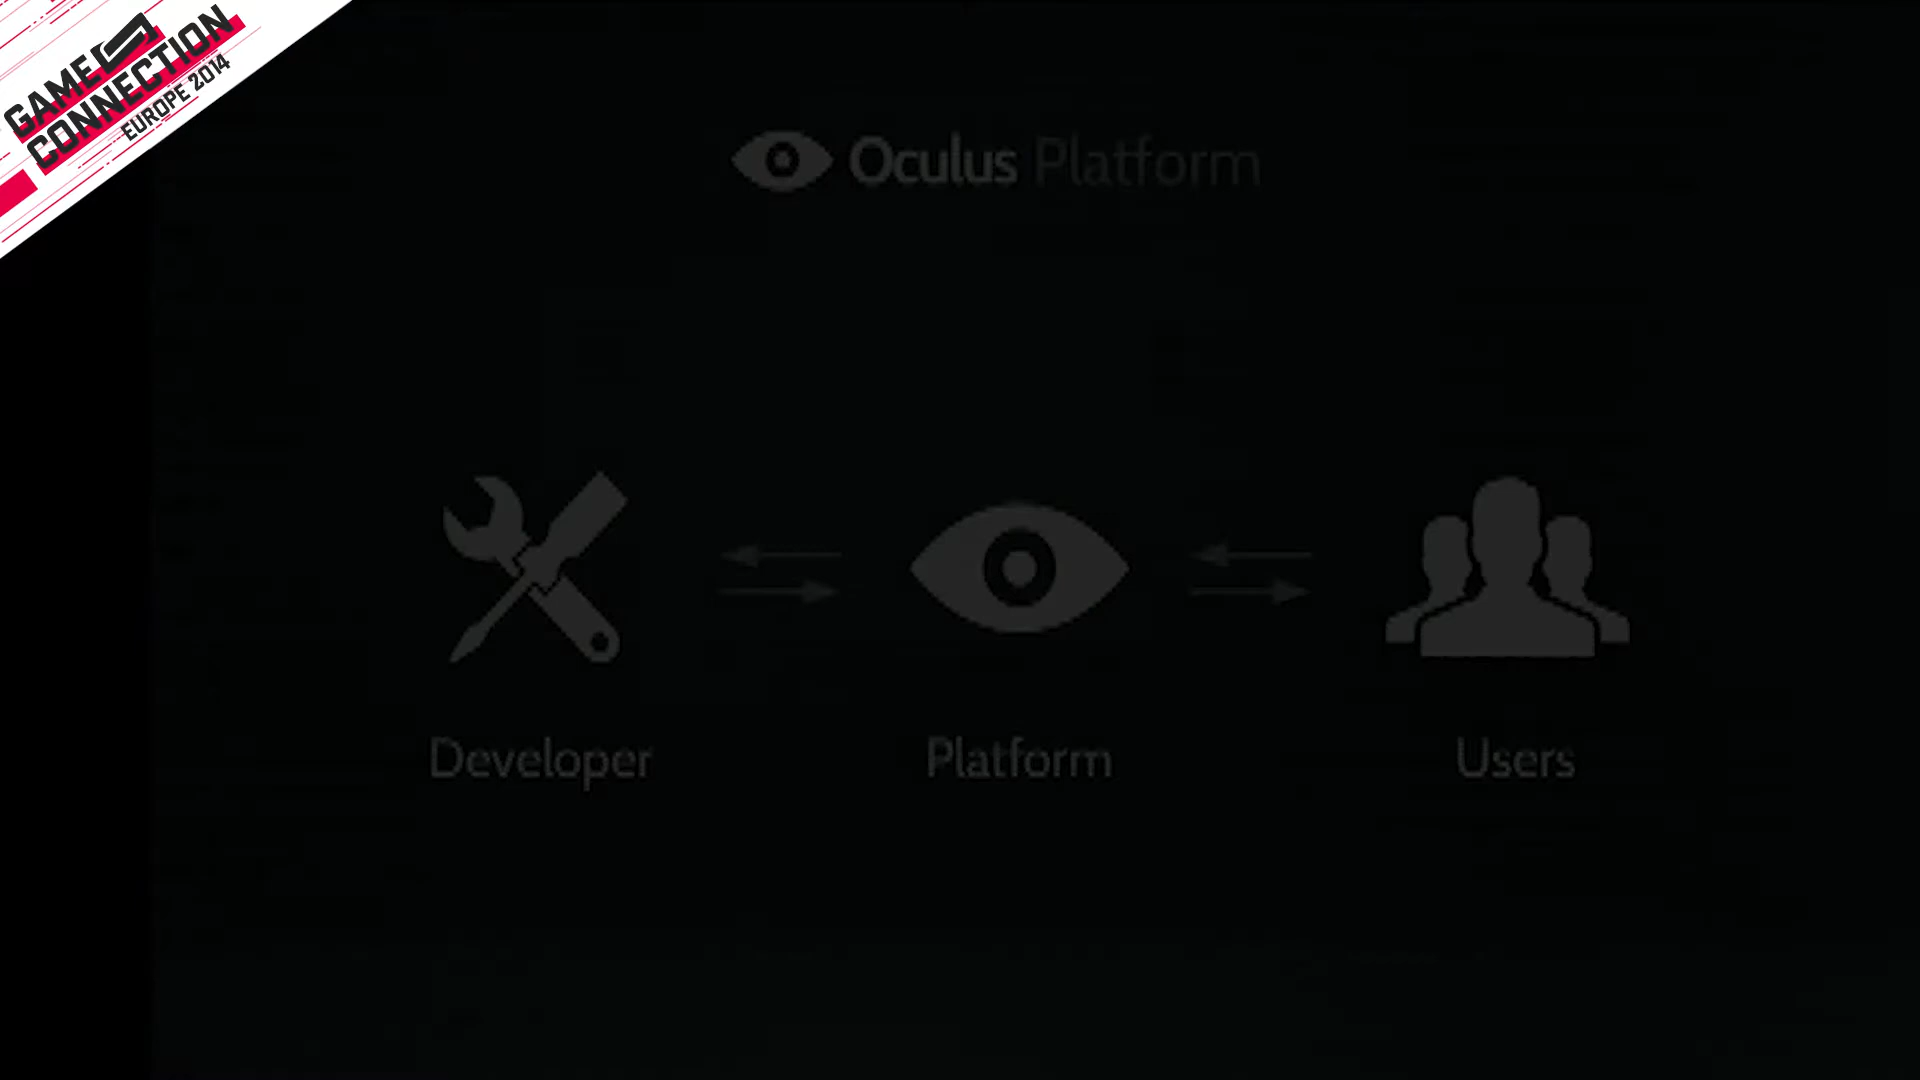 GAME
CONNECTION
EUROPE 2014
Oculus Platform
Developer
Platform
Users